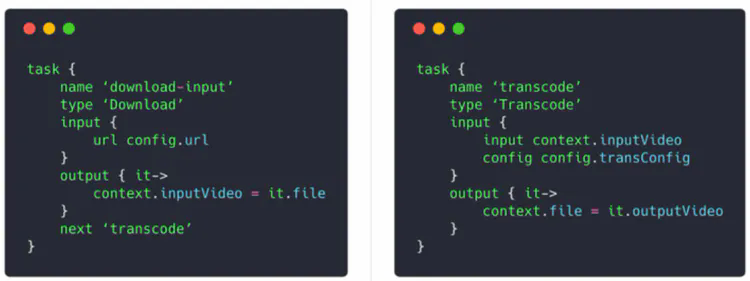 task {
name ‘download-input’
type ‘Download’
input {
url config.url
}
output { it->
context.inputVideo = it.file
}
next ‘transcode’
}
task {
name ‘transcode’
type ‘Transcode’
input {
input context.inputVideo
config config.transConfig
}
output { it->
context.file = it.outputVideo
}
}